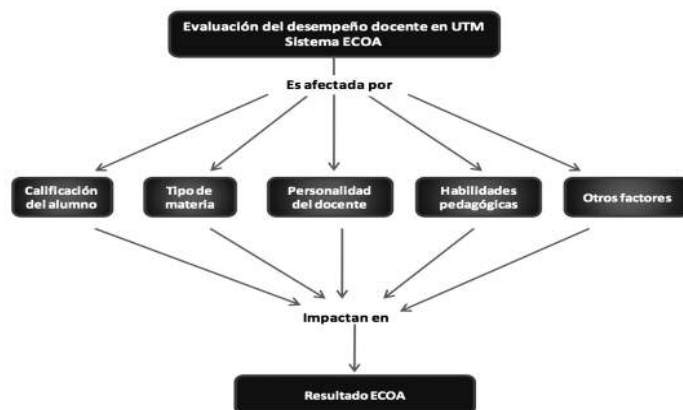 Evaluación del desempeño docente en UTM
Sistema ECOA
Es afectada por
Calificación
del alumno
Tipo de
materia
Personalidad
del docente
Habilidades
pedagógicas
Otros factores
Impactan en
Resultado ECOA